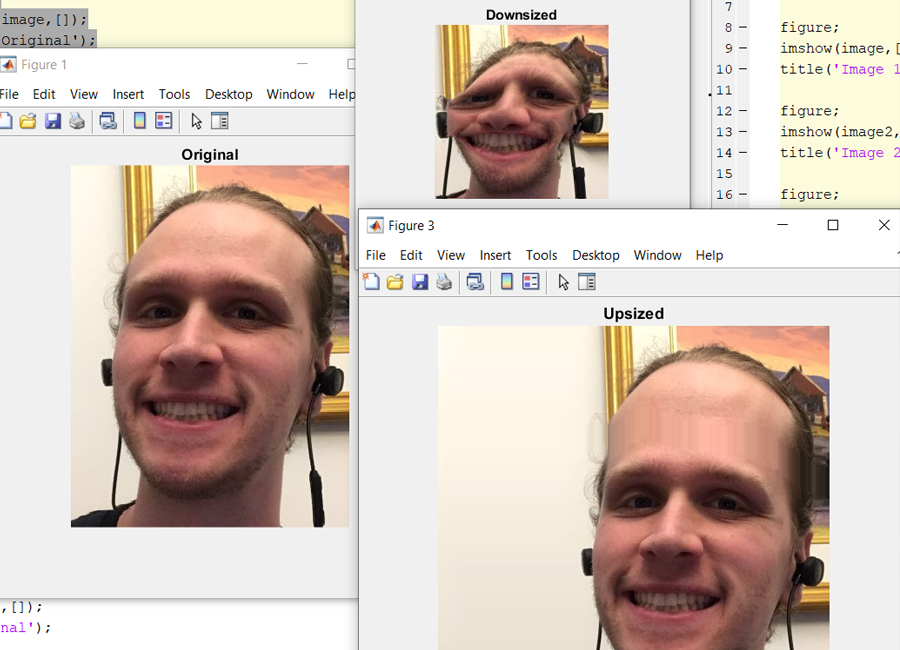 image,[]);
Original');
Figure 1
File Edit View Insert Tools Desktop Window Help
Original
Downsized
7
8 figure;
9 imshow(image,[
10 title('Image 1
11
12 figure;
13 imshow(image2,
14 title('Image 2
15
16 figure;
Figure 3
File Edit View Insert Tools Desktop Window Help
Upsized
,[]);
nal');